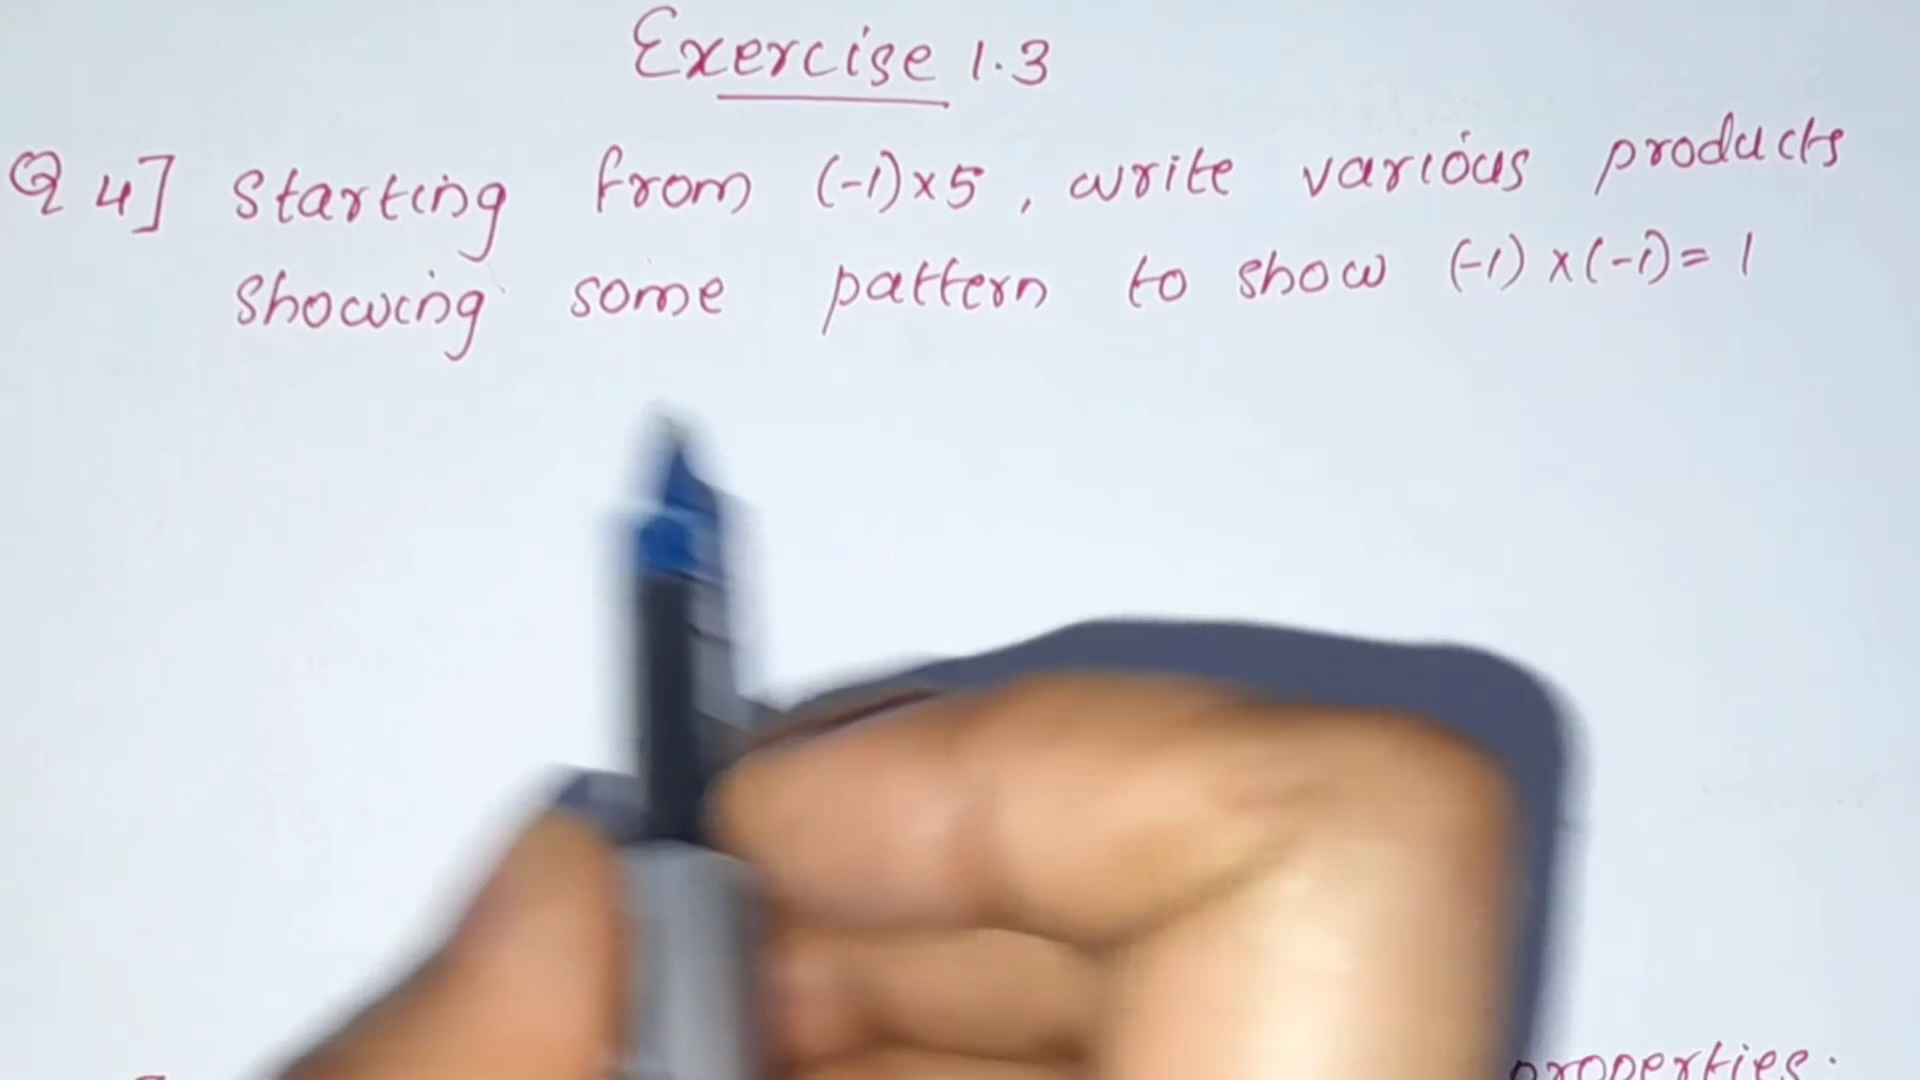 Exercise 1.3
Q 4] Starting from (-1)×5, write various products
showing some pattern to show (-1)×(-1)= 1
properties.